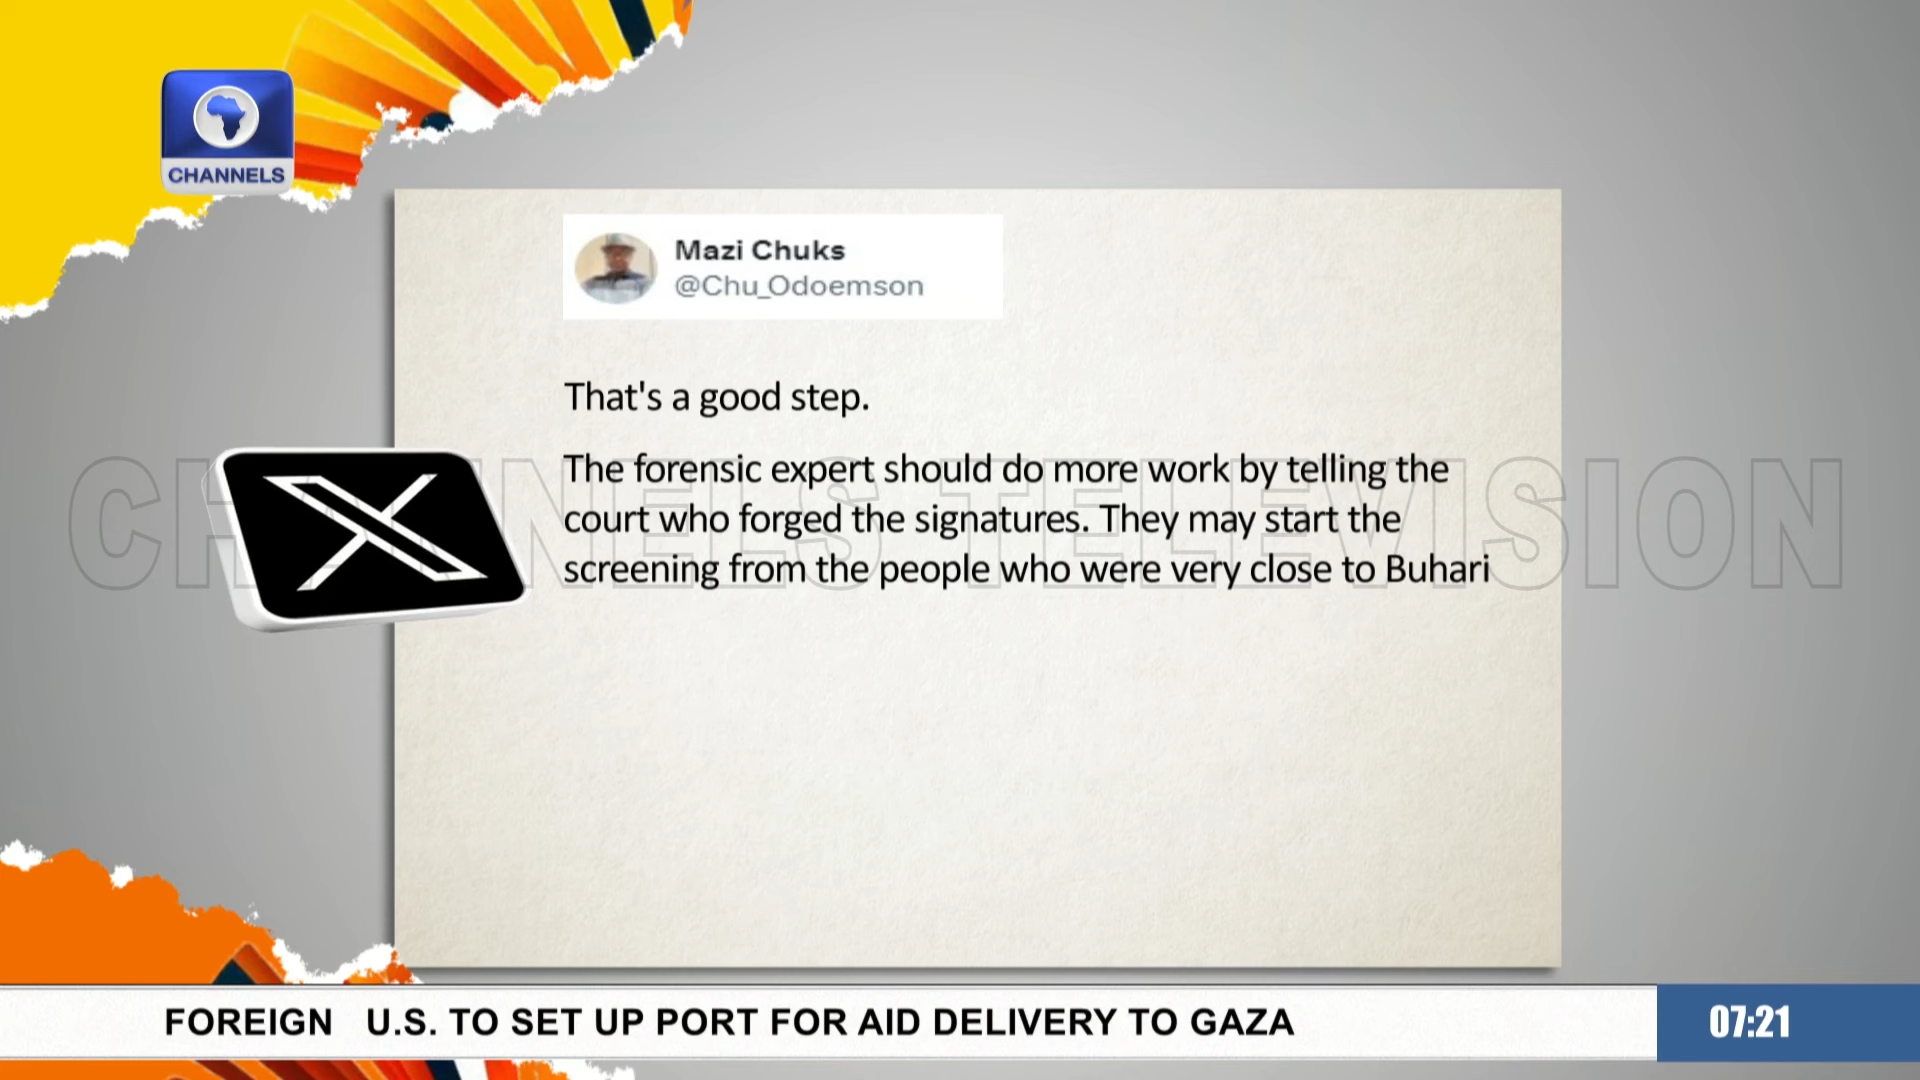 CHANNELS
Mazi Chuks
@Chu_Odoemson
That's a good step.
The forensic expert should do more work by telling the
court who forged the signatures. They may start the
screening from the people who were very close to Buhari
CHANNELS TELEVISION
FOREIGN U.S. TO SET UP PORT FOR AID DELIVERY TO GAZA
07:21